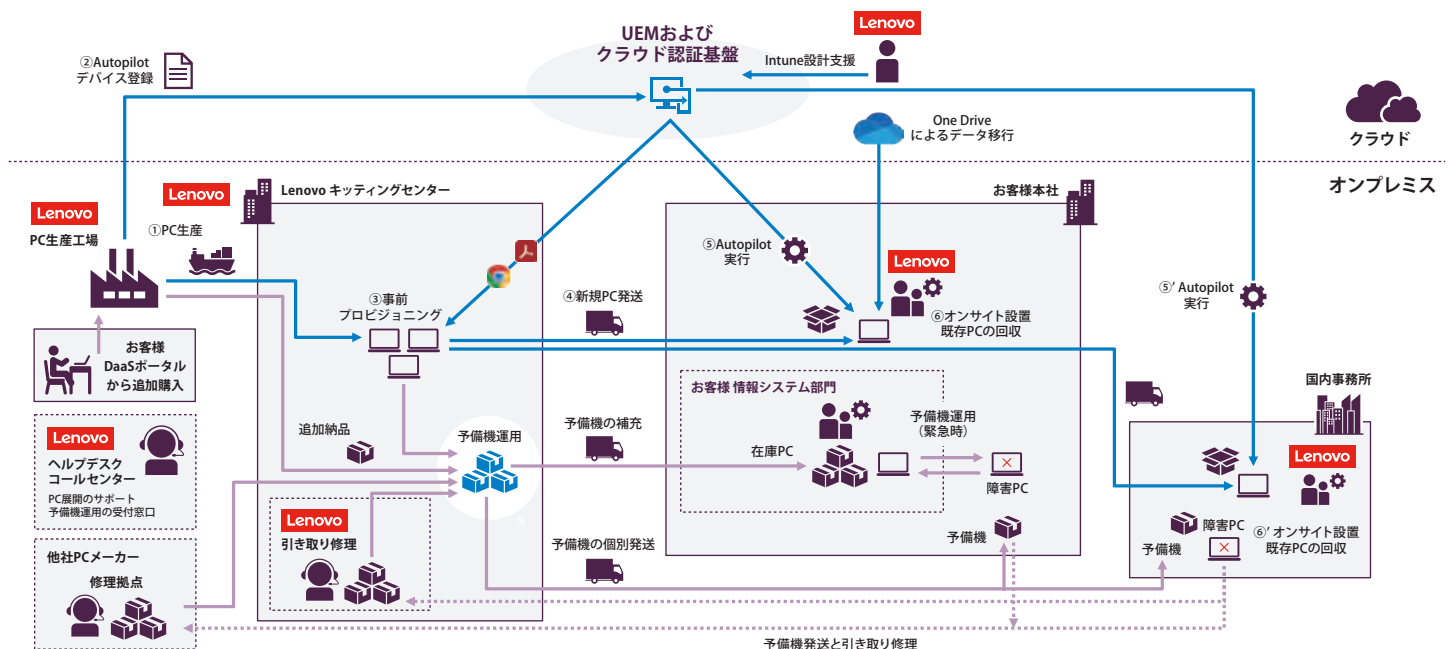 UEMおよび
クラウド認証基盤
Lenovo
Intune設計支援
②Autopilot
デバイス登録
One Drive
によるデータ移行
クラウド
オンプレミス
Lenovo
PC生産工場
Lenovo
①PC生産
Lenovo キッティングセンター
お客様本社
⑤Autopilot
実行
Lenovo
⑤’ Autopilot
実行
③事前
プロビジョニング
④新規PC発送
⑥オンサイト設置
既存PCの回収
お客様
DaaSポータル
から追加購入
国内事務所
お客様 情報システム部門
Lenovo
ヘルプデスク
コールセンター
PC展開のサポート
予備機運用の受付窓口
追加納品
予備機運用
予備機の補充
在庫PC
予備機運用
（緊急時）
障害PC
Lenovo
&
Lenovo
引き取り修理
予備機の個別発送
予備機
障害PC
予備機
⑥’ オンサイト設置
既存PCの回収
他社PCメーカー
修理拠点
予備機発送と引き取り修理